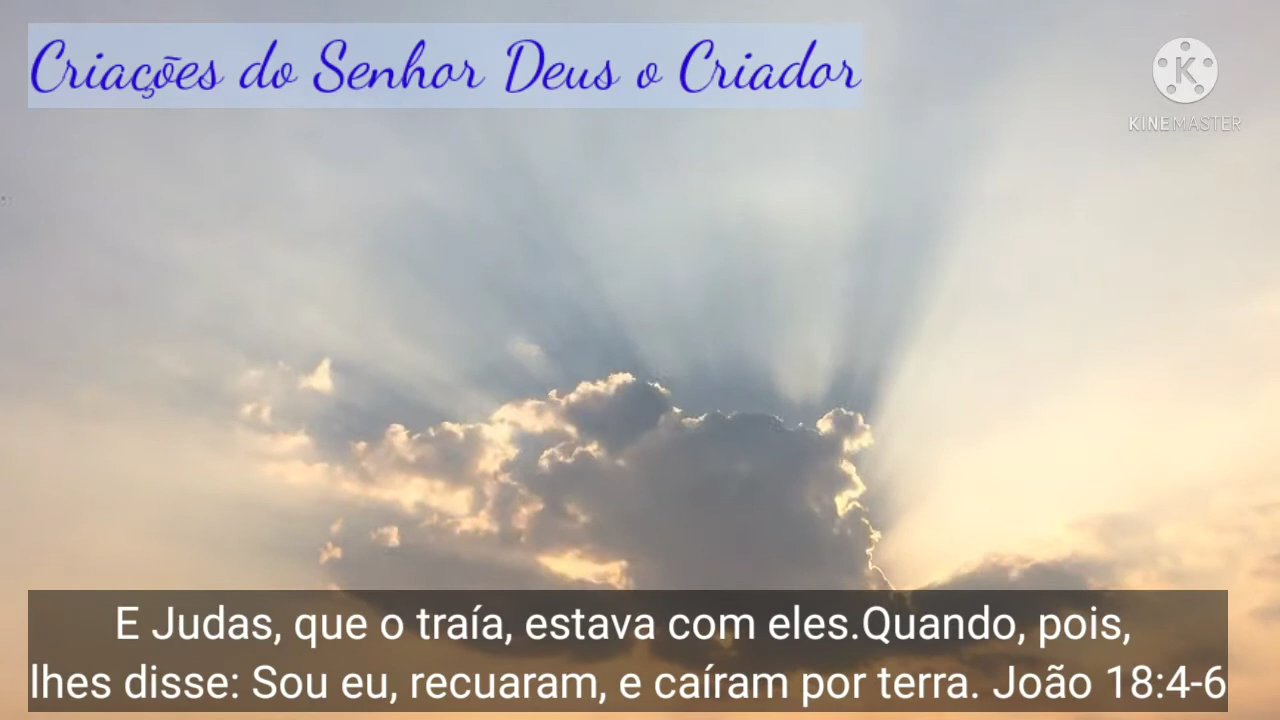 Criações do Senhor Deus o Criador
K
KINEMASTER
E Judas, que o traía, estava com eles.Quando, pois,
lhes disse: Sou eu, recuaram, e caíram por terra. João 18:4-6